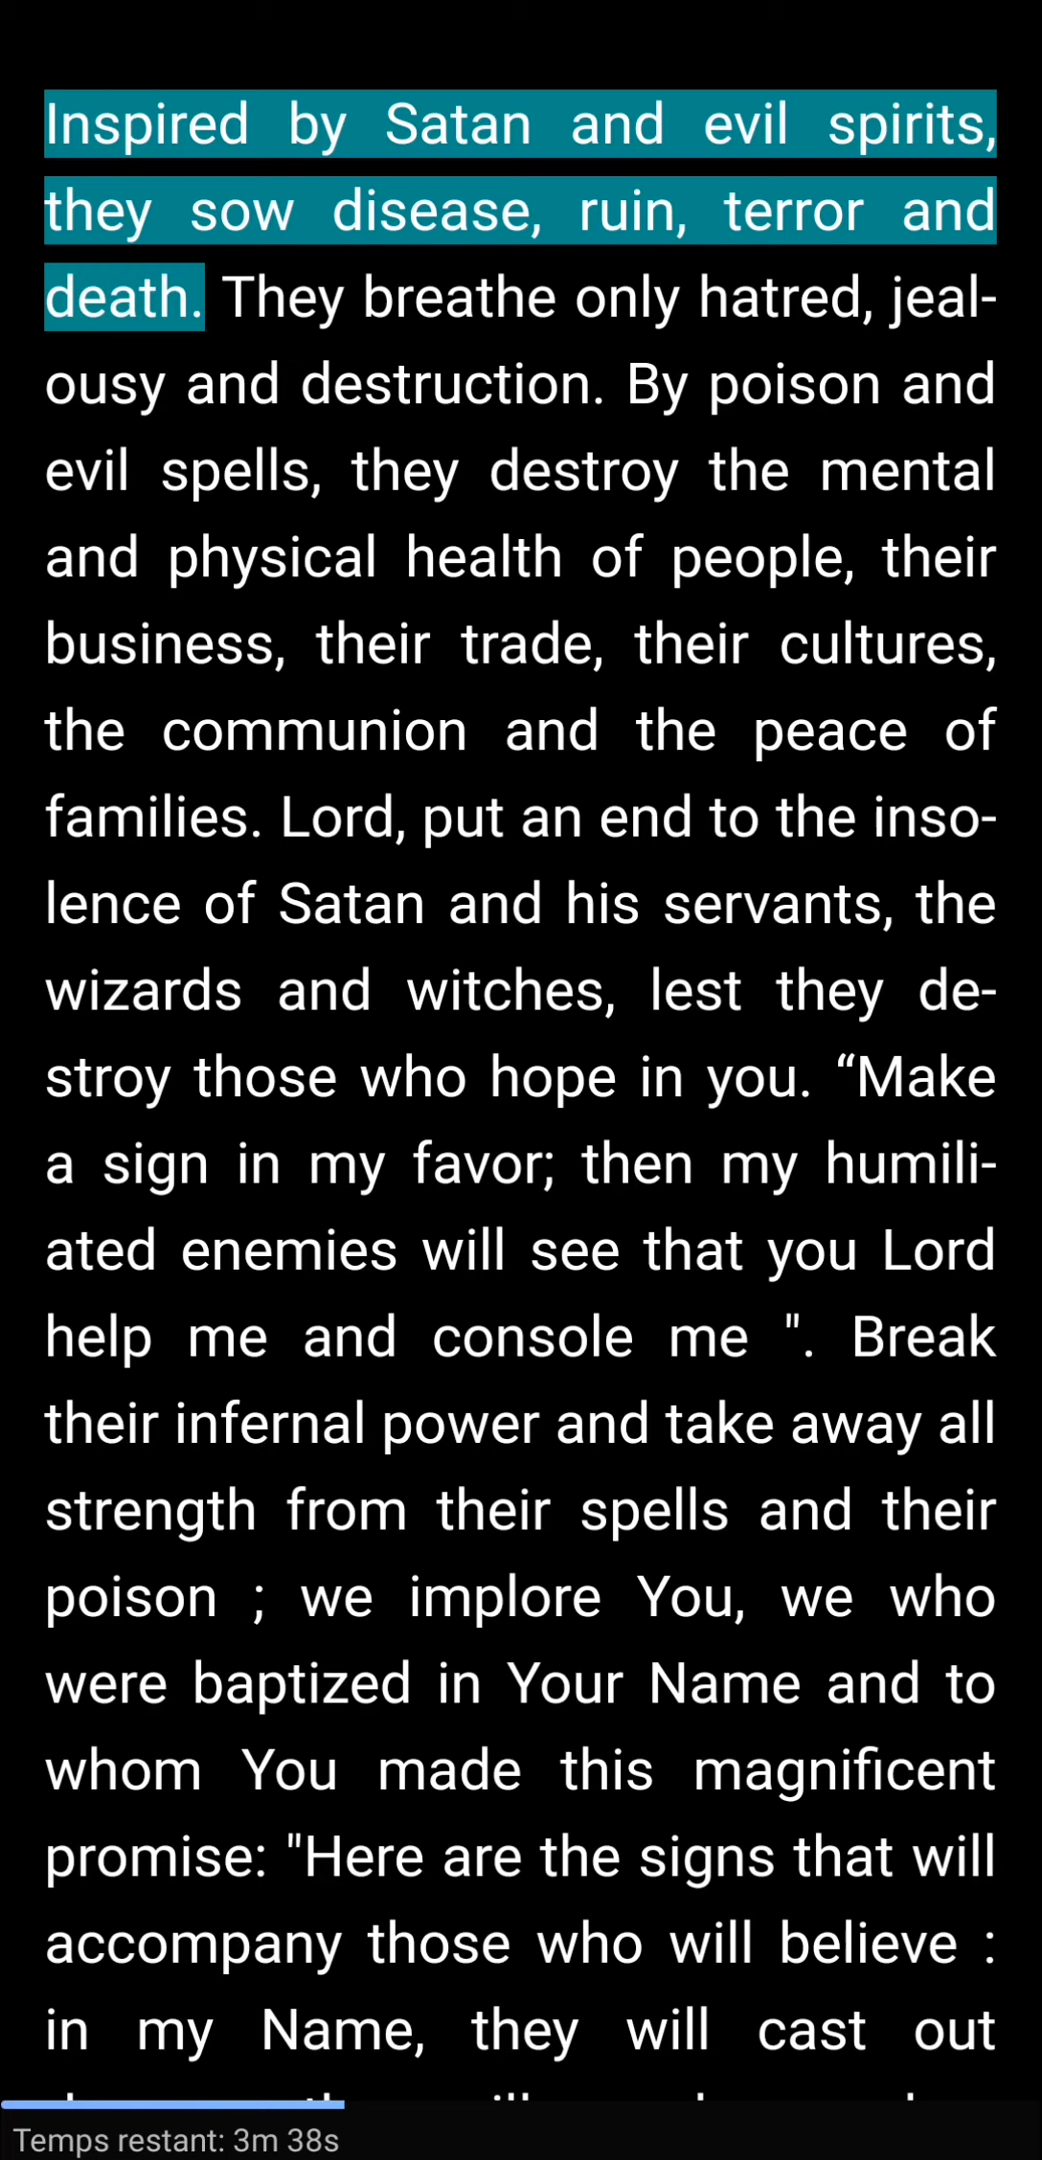 Inspired by Satan and evil spirits,
they sow disease, ruin, terror and
death. They breathe only hatred, jeal-
ousy and destruction. By poison and
evil spells, they destroy the mental
and physical health of people, their
business, their trade, their cultures,
the communion and the peace of
families. Lord, put an end to the inso-
lence of Satan and his servants, the
wizards and witches, lest they de-
stroy those who hope in you. “Make
a sign in my favor; then my humili-
ated enemies will see that you Lord
help me and console me ". Break
their infernal power and take away all
strength from their spells and their
poison ; we implore You, we who
were baptized in Your Name and to
whom You made this magnificent
promise: "Here are the signs that will
accompany those who will believe :
in my Name, they will cast out
Temps restant: 3m 38s